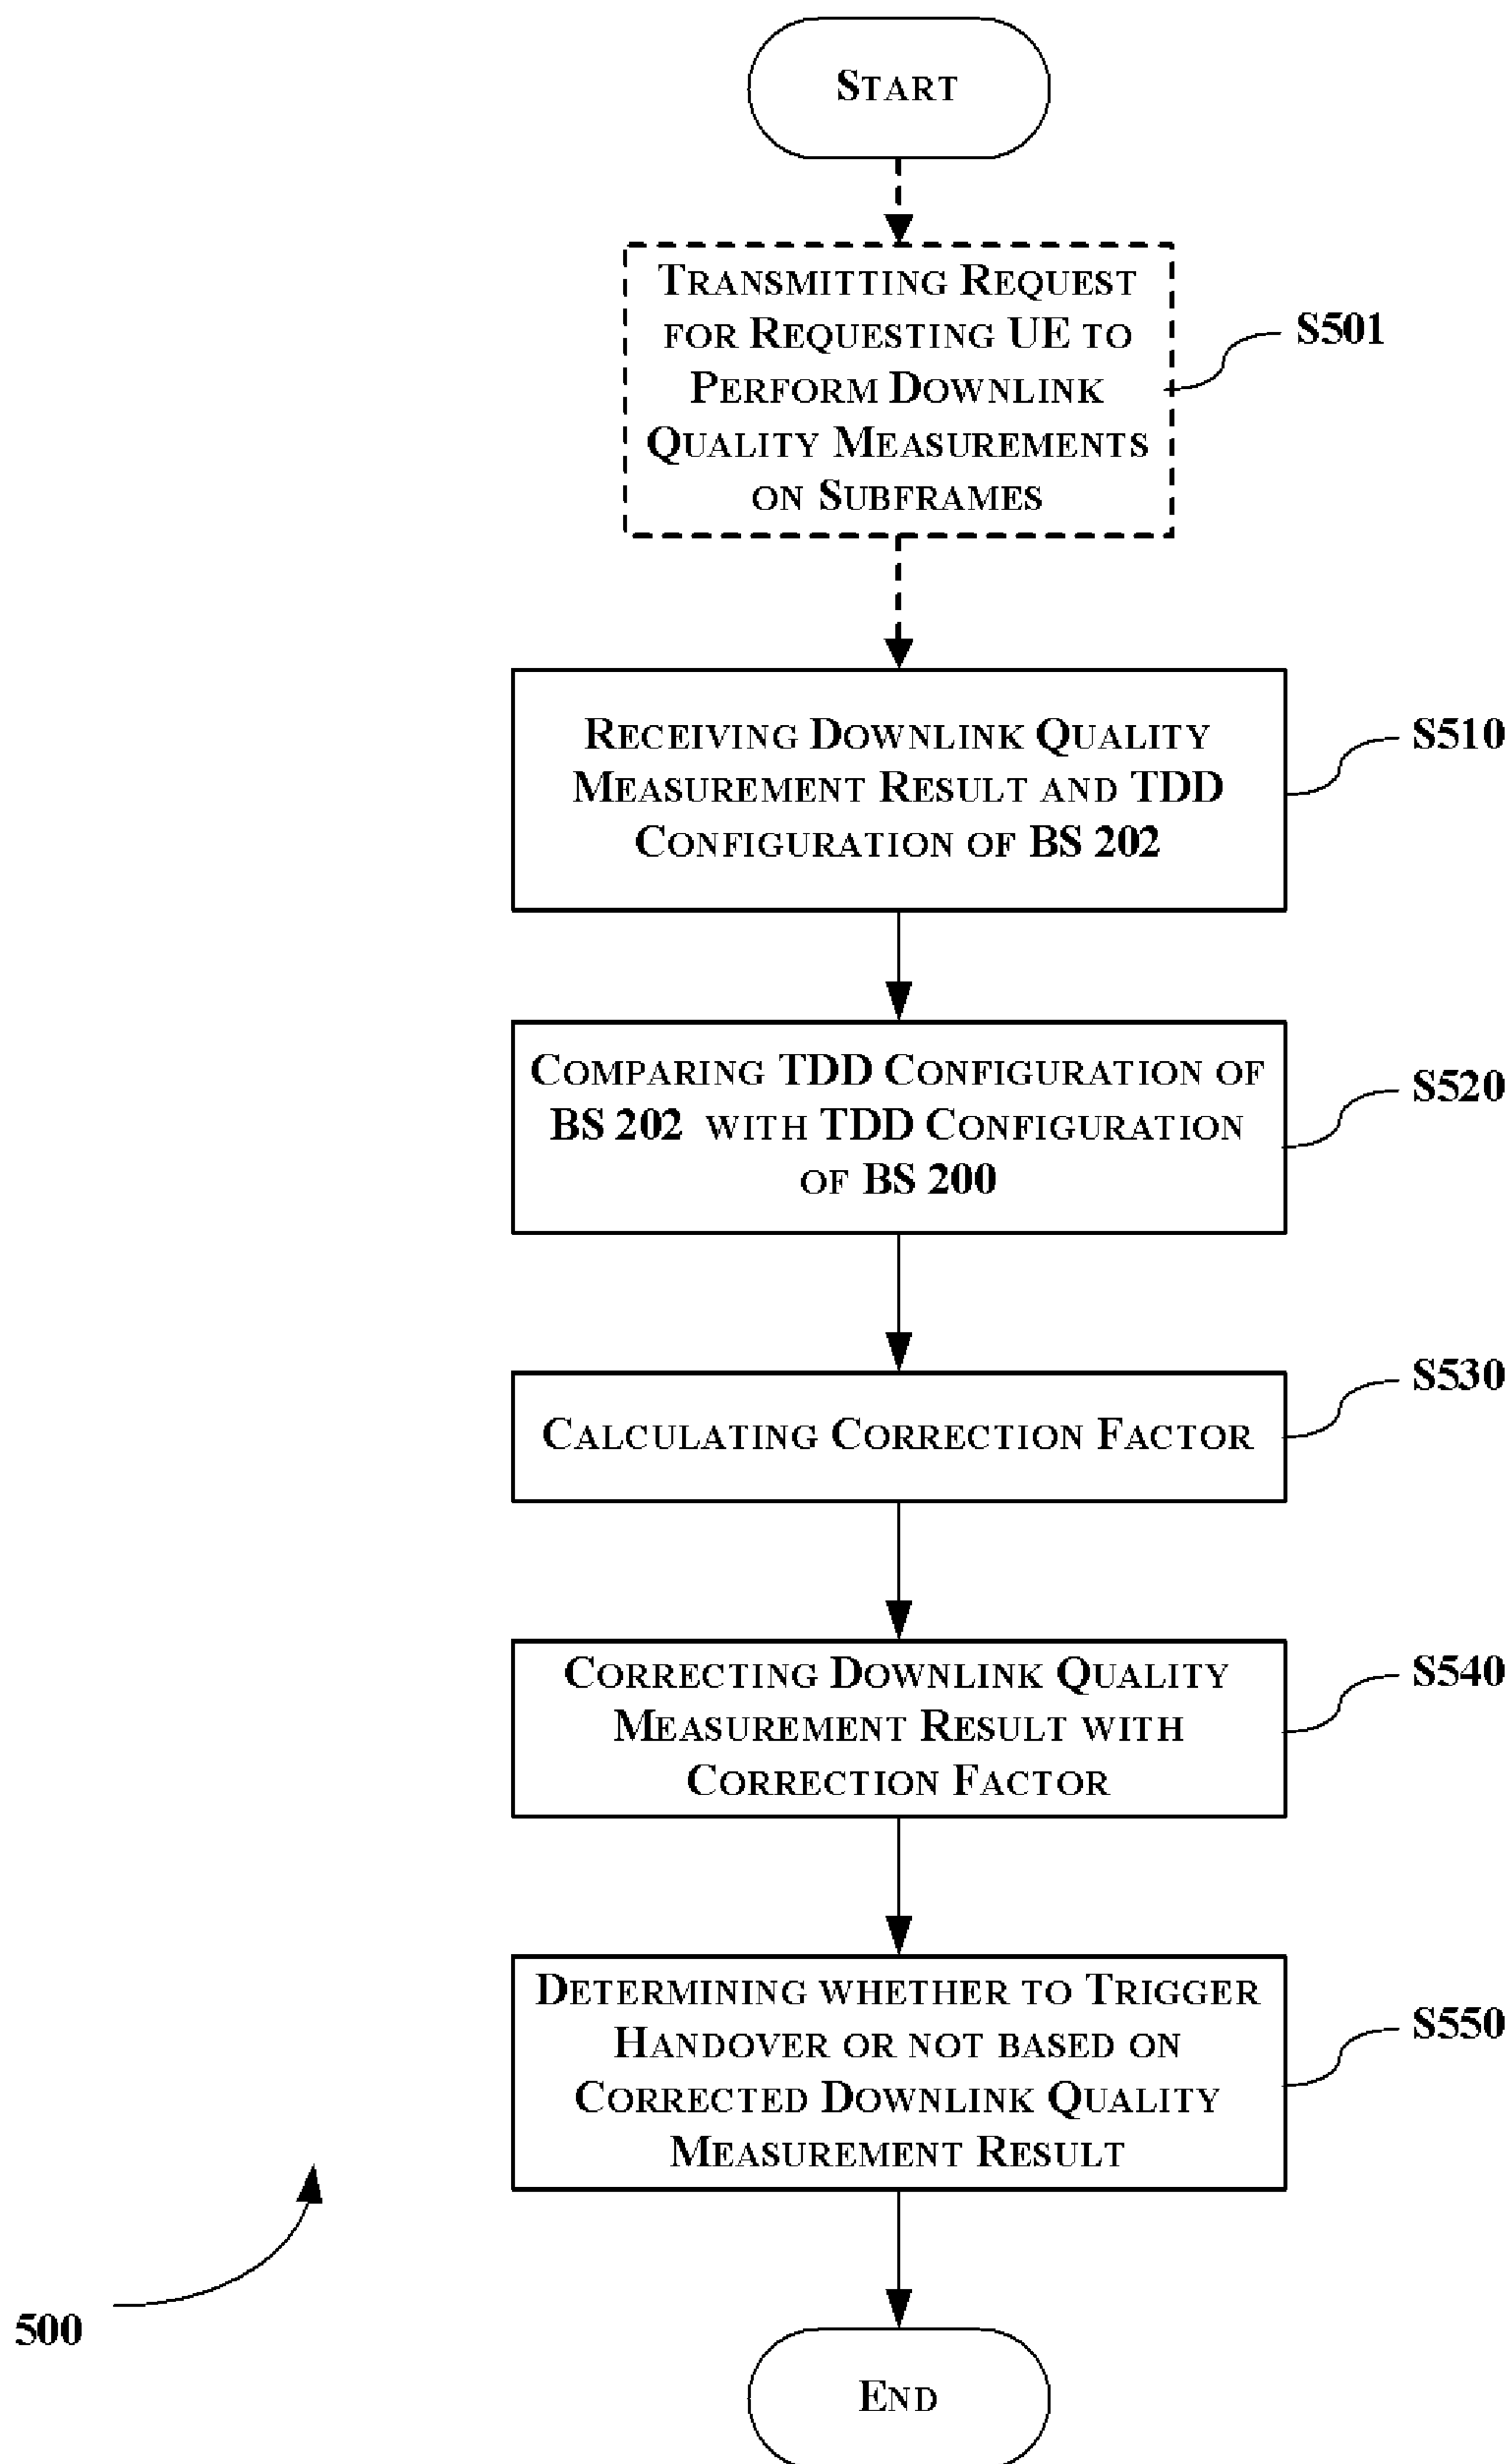 START
TRANSMITTING REQUEST
FOR REQUESTING UE TO
PERFORM DOWNLINK
QUALITY MEASUREMENTS
ON SUBFRAMES
S501
RECEIVING DOWNLINK QUALITY
MEASUREMENT RESULT AND TDD
CONFIGURATION OF BS 202
S510
COMPARING TDD CONFIGURATION OF
BS 202 WITH TDD CONFIGURATION
OF BS 200
S520
CALCULATING CORRECTION FACTOR
S530
CORRECTING DOWNLINK QUALITY
MEASUREMENT RESULT WITH
CORRECTION FACTOR
S540
DETERMINING WHETHER TO TRIGGER
HANDOVER OR NOT BASED ON
CORRECTED DOWNLINK QUALITY
MEASUREMENT RESULT
S550
500
END